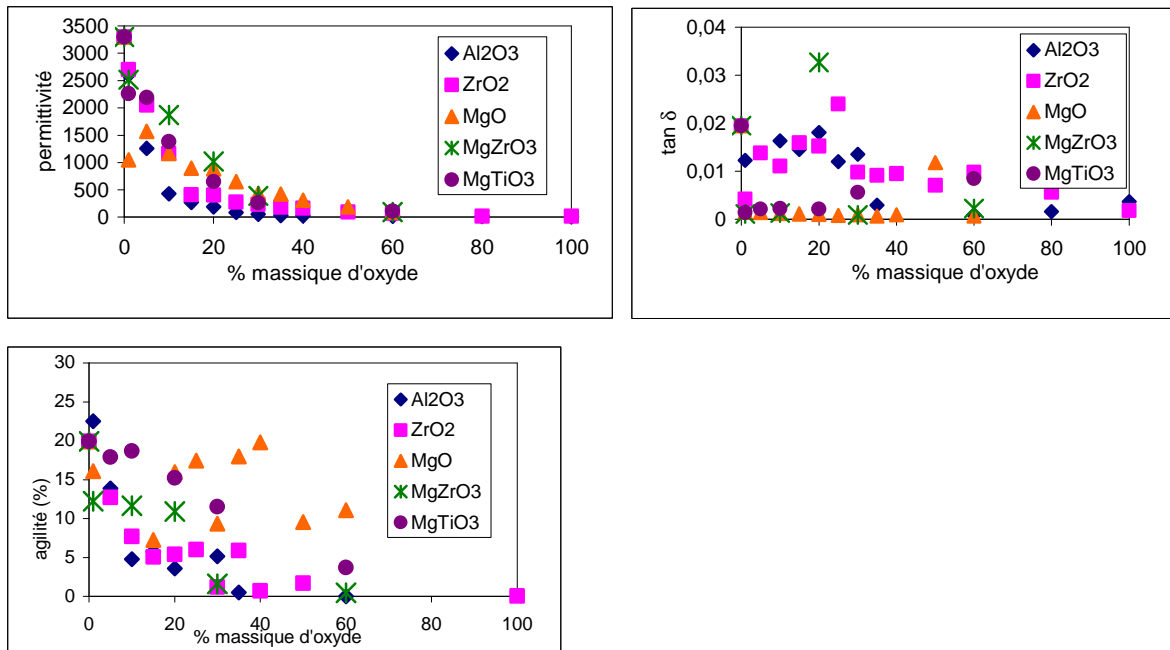 3500
3000
2500
2000
1500
1000
500
0
permittivité
0 20 40 60 80 100
% massique d'oxyde
Al2O3
ZrO2
MgO
MgZrO3
MgTiO3
0,04
0,03
0,02
0,01
0
tan δ
0 20 40 60 80 100
% massique d'oxyde
Al2O3
ZrO2
MgO
MgZrO3
MgTiO3
30
25
20
15
10
5
0
agilité (%)
0 20 40 60 80 100
% massique d'oxyde
Al2O3
ZrO2
MgO
MgZrO3
MgTiO3